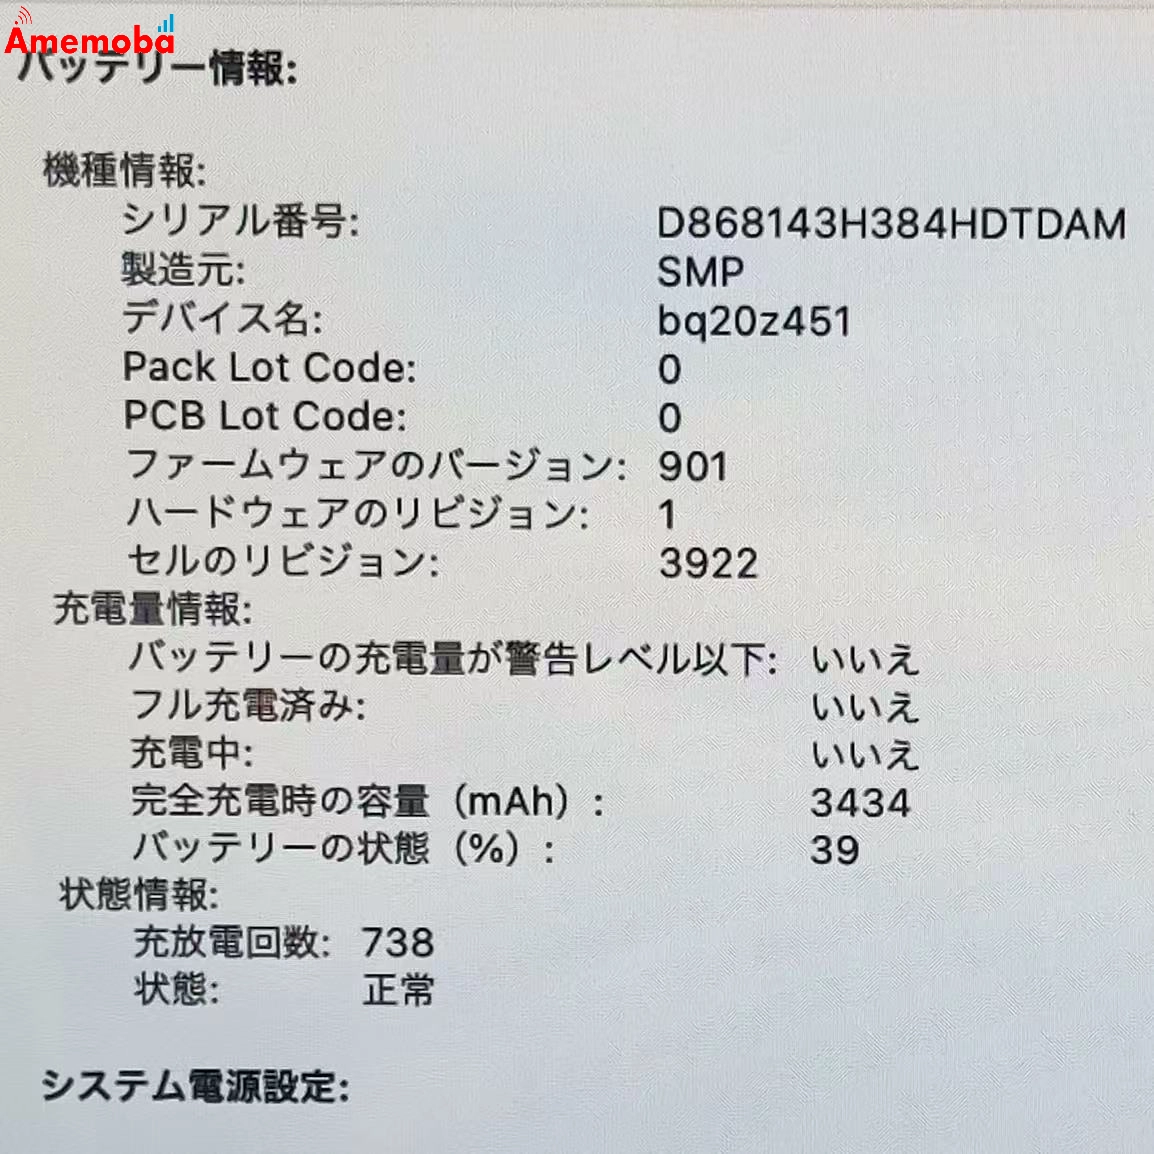 Amemoba
バッテリー情報:
機種情報:
シリアル番号: D868143H384HDTDAM
製造元: SMP
デバイス名: bq20z451
Pack Lot Code: 0
PCB Lot Code: 0
ファームウェアのバージョン: 901
ハードウェアのリビジョン: 1
セルのリビジョン: 3922
充電量情報:
バッテリーの充電量が警告レベル以下: いいえ
フル充電済み: いいえ
充電中: いいえ
完全充電時の容量（mAh）: 3434
バッテリーの状態（%）: 39
状態情報:
充放電回数: 738
状態: 正常
システム電源設定: